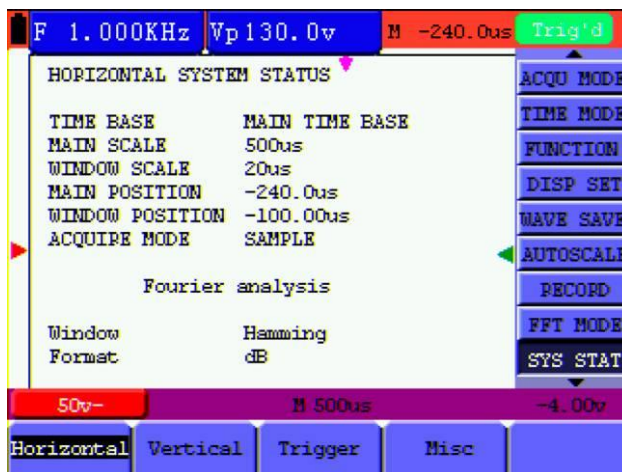 F 1.000KHz Vp130.0v M -240.0us Trig'd
HORIZONTAL SYSTEM STATUS
TIME BASE MAIN TIME BASE
MAIN SCALE 500us
WINDOW SCALE 20us
MAIN POSITION -240.0us
WINDOW POSITION -100.00us
ACQUIRE MODE SAMPLE
Fourier analysis
Window Hamming
Format dB
ACQU MODE
TIME MODE
FUNCTION
DISP SET
WAVE SAVE
AUTOSCALE
RECORD
FFT MODE
SYS STAT
50v- M 500us -4.00v
Horizontal Vertical Trigger Misc